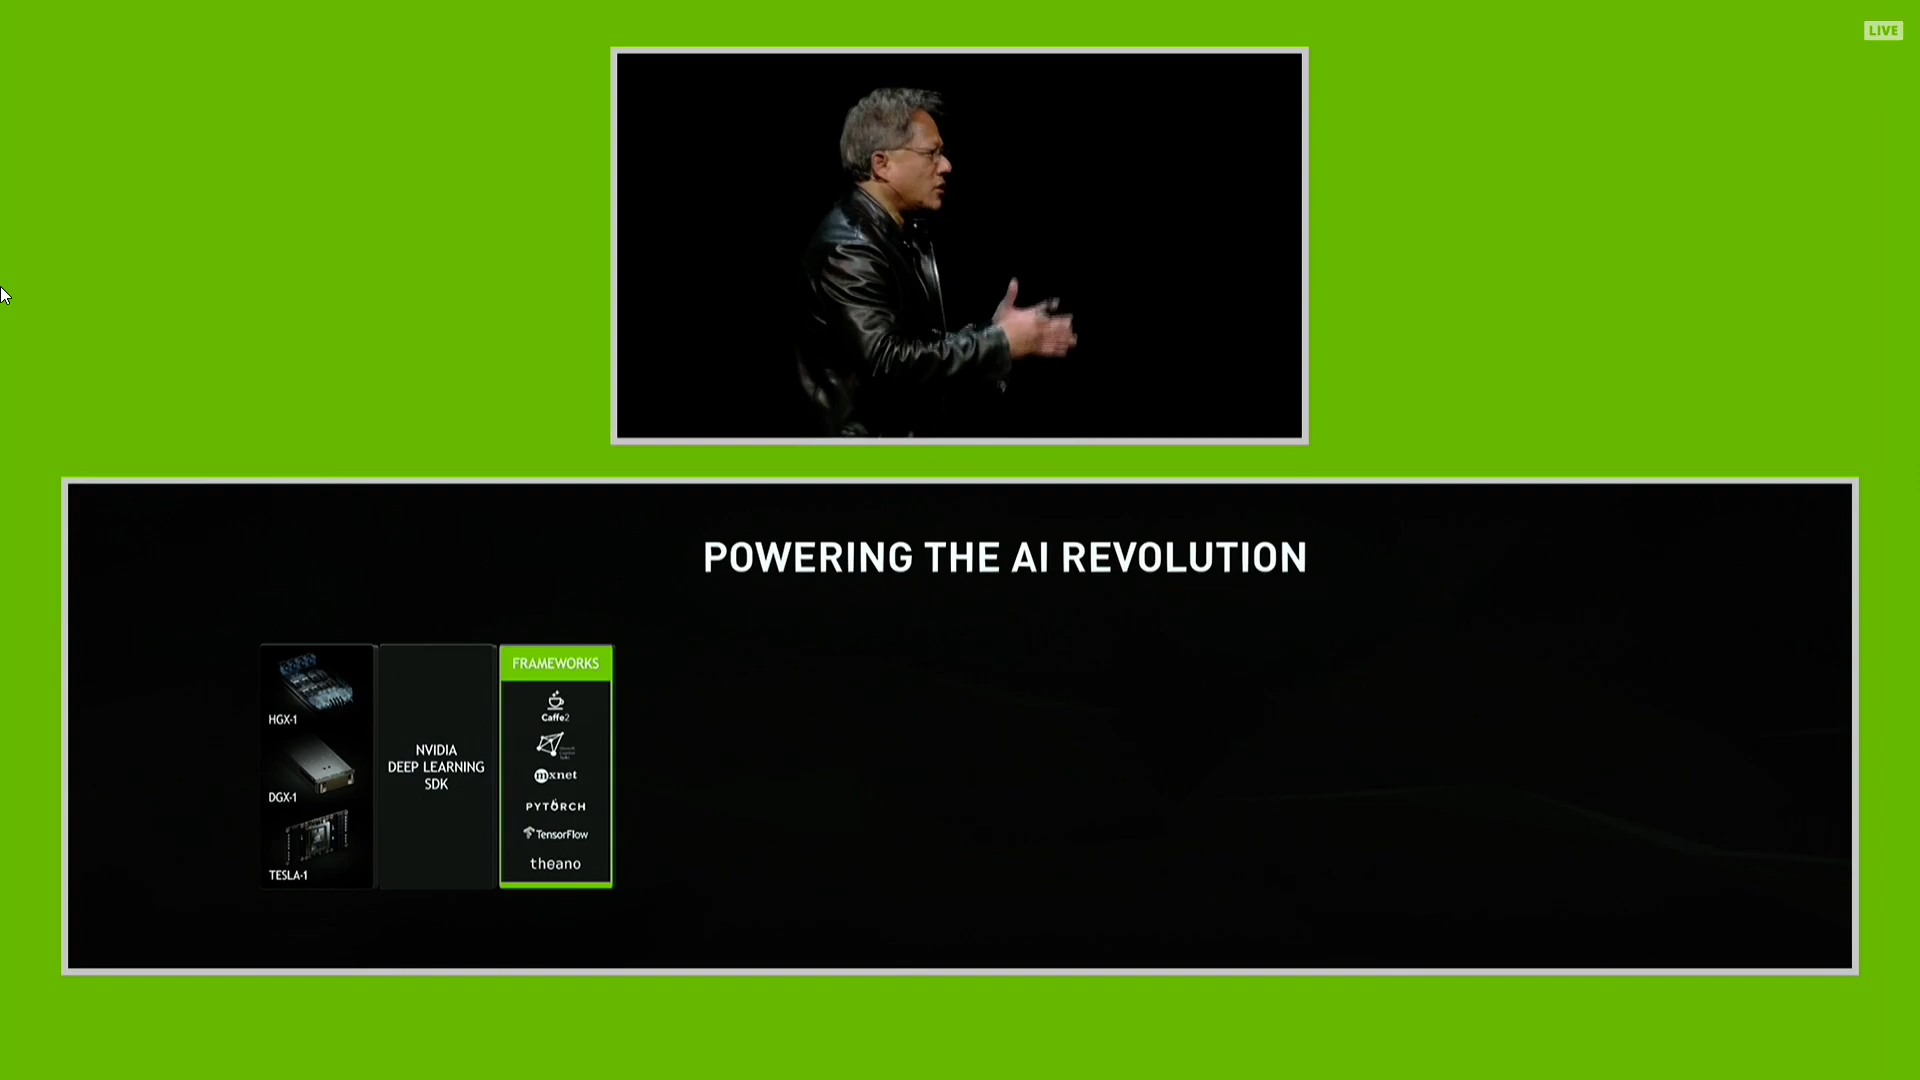 LIVE
POWERING THE AI REVOLUTION
HGX-1
DGX-1
TESLA-1
NVIDIA
DEEP LEARNING
SDK
FRAMEWORKS
Caffe2
mxnet
PYTORCH
TensorFlow
theano